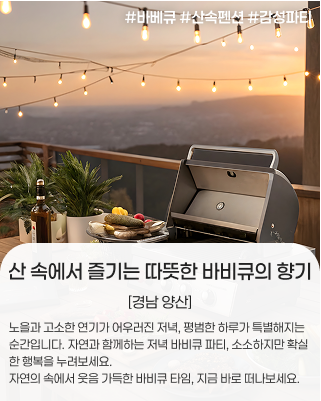 #바베큐 #산속펜션 #감성파티
산 속에서 즐기는 따뜻한 바비큐의 향기
[경남 양산]
노을과 고소한 연기가 어우러진 저녁, 평범한 하루가 특별해지는
순간입니다. 자연과 함께하는 저녁 바비큐 파티, 소소하지만 확실
한 행복을 누려보세요.
자연의 속에서 웃음 가득한 바비큐 타임, 지금 바로 떠나보세요.